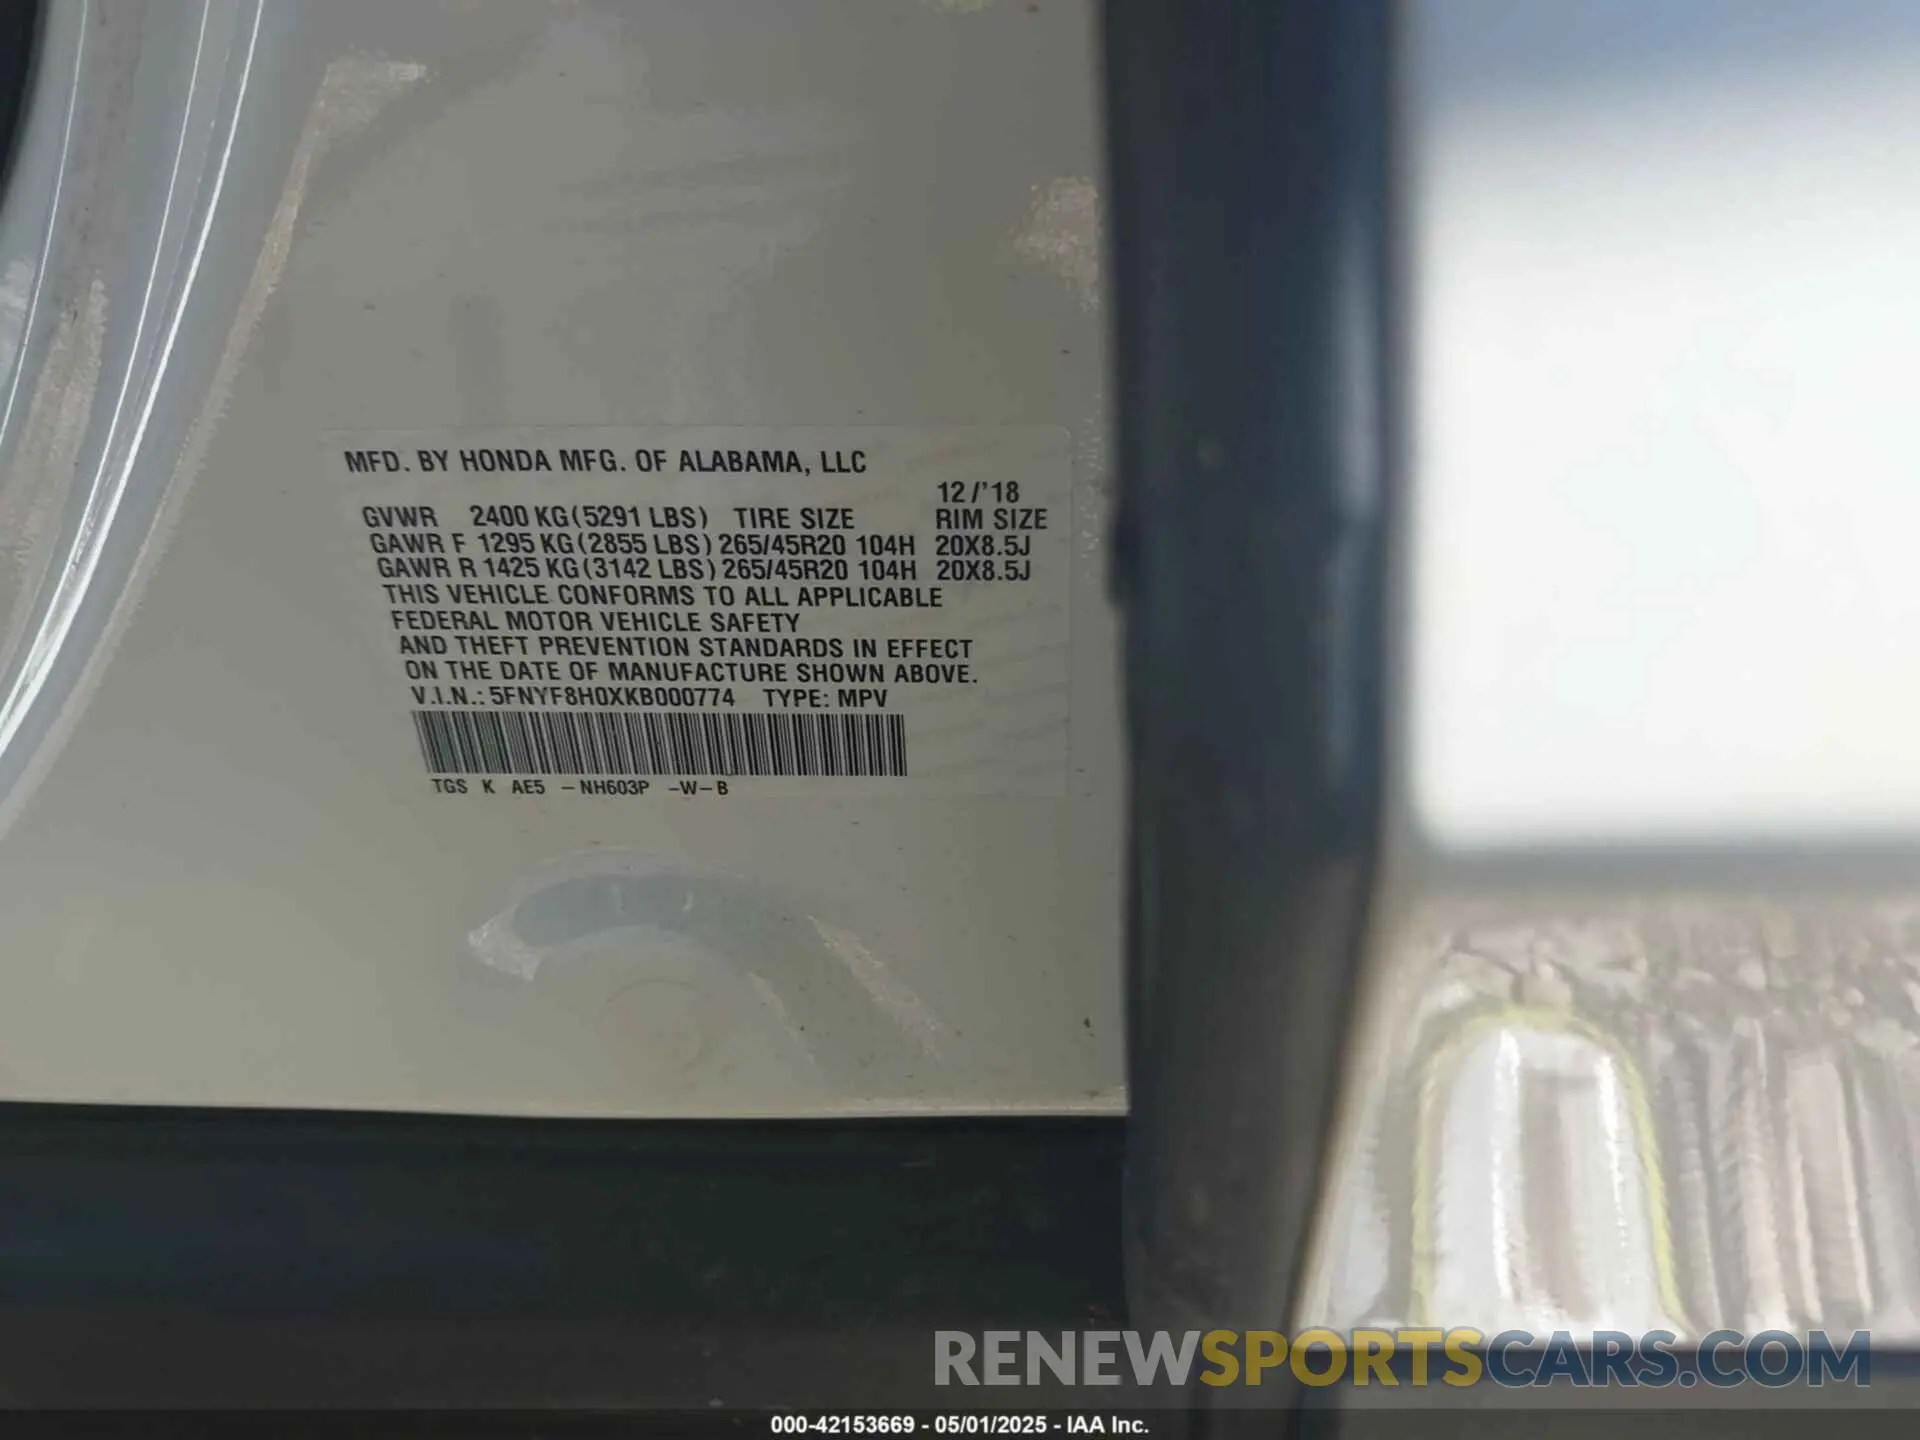 MFD. BY HONDA MFG. OF ALABAMA, LLC
12/'18
GVWR 2400 KG(5291 LBS) TIRE SIZE RIM SIZE
GAWR F 1295 KG(2855 LBS) 265/45R20 104H 20X8.5J
GAWR R 1425 KG(3142 LBS) 265/45R20 104H 20X8.5J
THIS VEHICLE CONFORMS TO ALL APPLICABLE
FEDERAL MOTOR VEHICLE SAFETY
AND THEFT PREVENTION STANDARDS IN EFFECT
ON THE DATE OF MANUFACTURE SHOWN ABOVE.
V.I.N.: 5FNYF8H0XKB000774 TYPE: MPV
TGS K AE5 -NH603P -W-B
RENEWSPORTSCARS.COM
000-42153669 - 05/01/2025 - IAA Inc.